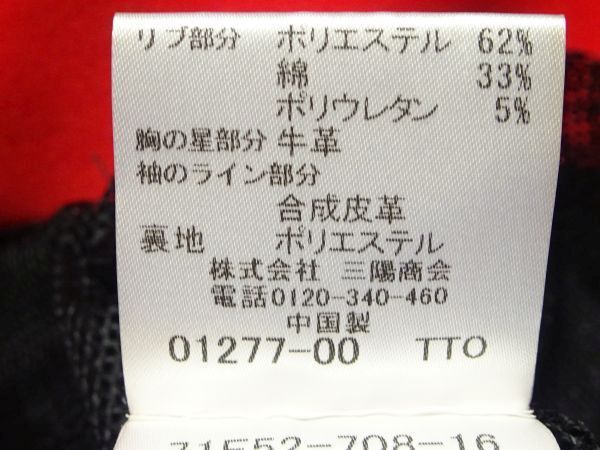 リブ部分 ポリエステル 62%
綿 33%
ポリウレタン 5%
胸の星部分 牛革
袖のライン部分
合成皮革
裏地 ポリエステル
株式会社 三陽商会
電話0120-340-460
中国製
01277-00 TTO
71F52-708-16